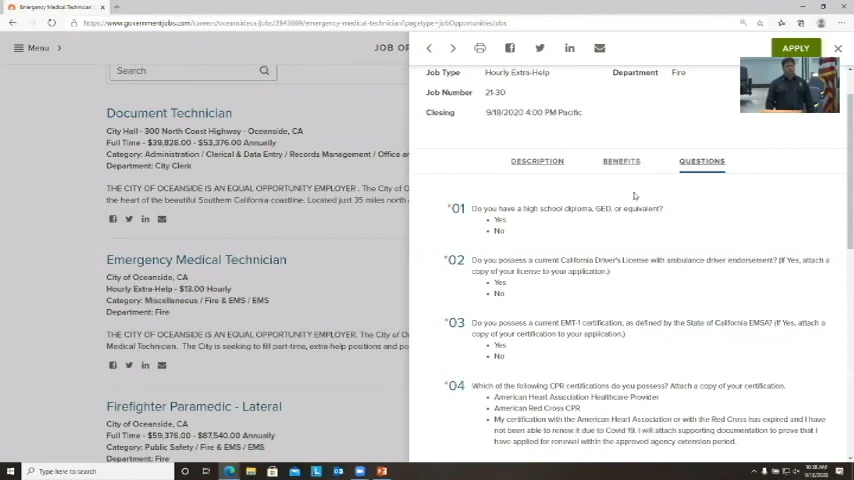 Emergency Medical Technician
https://www.governmentjobs.com/careers/oceansideca/jobs/2843669/emergency-medical-technician?pagetype=jobOpportunitiesJobs
Menu
JOB OP
Search
Document Technician
City Hall - 300 North Coast Highway - Oceanside, CA
Full Time - $39,828.00 - $53,376.00 Annually
Category: Administration / Clerical & Data Entry / Records Management / Office an
Department: City Clerk
THE CITY OF OCEANSIDE IS AN EQUAL OPPORTUNITY EMPLOYER . The City of O
the heart of the beautiful Southern California coastline. Located just 35 miles north o
Emergency Medical Technician
City of Oceanside, CA
Hourly Extra-Help - $13.00 Hourly
Category: Miscellaneous / Fire & EMS / EMS
Department: Fire
THE CITY OF OCEANSIDE IS AN EQUAL OPPORTUNITY EMPLOYER. The City of O
Medical Technician. The City is seeking to fill part-time, extra-help positions and po
Firefighter Paramedic - Lateral
City of Oceanside, CA
Full Time - $59,376.00 - $87,540.00 Annually
Category: Public Safety / Fire & EMS / EMS
Department: Fire
APPLY
Job Type Hourly Extra-Help Department Fire
Job Number 21-30
Closing 9/18/2020 4:00 PM Pacific
DESCRIPTION BENEFITS QUESTIONS
*01 Do you have a high school diploma, GED, or equivalent?
• Yes
• No
*02 Do you possess a current California Driver's License with ambulance driver endorsement? (If Yes, attach a
copy of your license to your application.)
• Yes
• No
*03 Do you possess a current EMT-1 certification, as defined by the State of California EMSA? (If Yes, attach a
copy of your certification to your application.)
• Yes
• No
*04 Which of the following CPR certifications do you possess? Attach a copy of your certification.
• American Heart Association Healthcare Provider
• American Red Cross CPR
• My certification with the American Heart Association or with the Red Cross has expired and I have
not been able to renew it due to Covid 19. I will attach supporting documentation to prove that I
have applied for renewal within the approved agency extension period.
Type here to search
10:38 AM